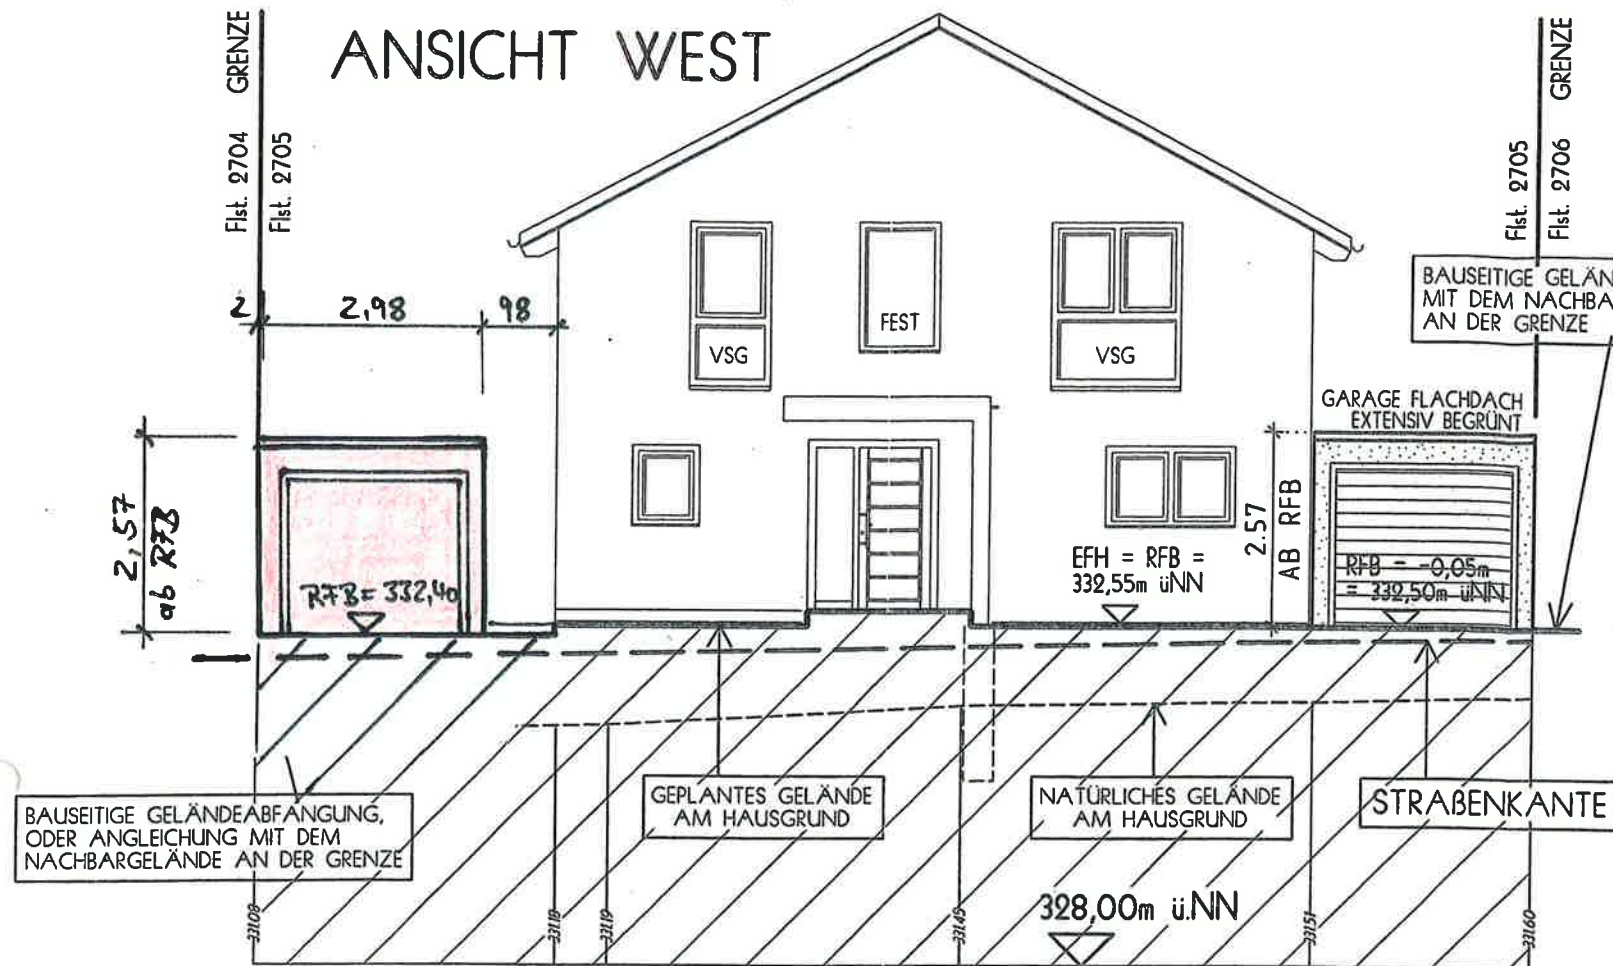 ANSICHT WEST
Flst. 2704 GRENZE
Flst. 2705
Flst. 2705
Flst. 2706 GRENZE
BAUSEITIGE GELÄN
MIT DEM NACHBA
AN DER GRENZE
2
2,98
98
VSG
FEST
VSG
GARAGE FLACHDACH
EXTENSIV BEGRÜNT
2,57
ab RFB
RFB = 332,40
EFH = RFB =
332,55m üNN
2.57
AB RFB
RFB = -0,05m
= 332,50m üNN
BAUSEITIGE GELÄNDEABFANGUNG,
ODER ANGLEICHUNG MIT DEM
NACHBARGELÄNDE AN DER GRENZE
GEPLANTES GELÄNDE
AM HAUSGRUND
NATÜRLICHES GELÄNDE
AM HAUSGRUND
STRAßENKANTE
328,00m ü.NN
331,08
331,18
331,19
331,45
331,51
331,60